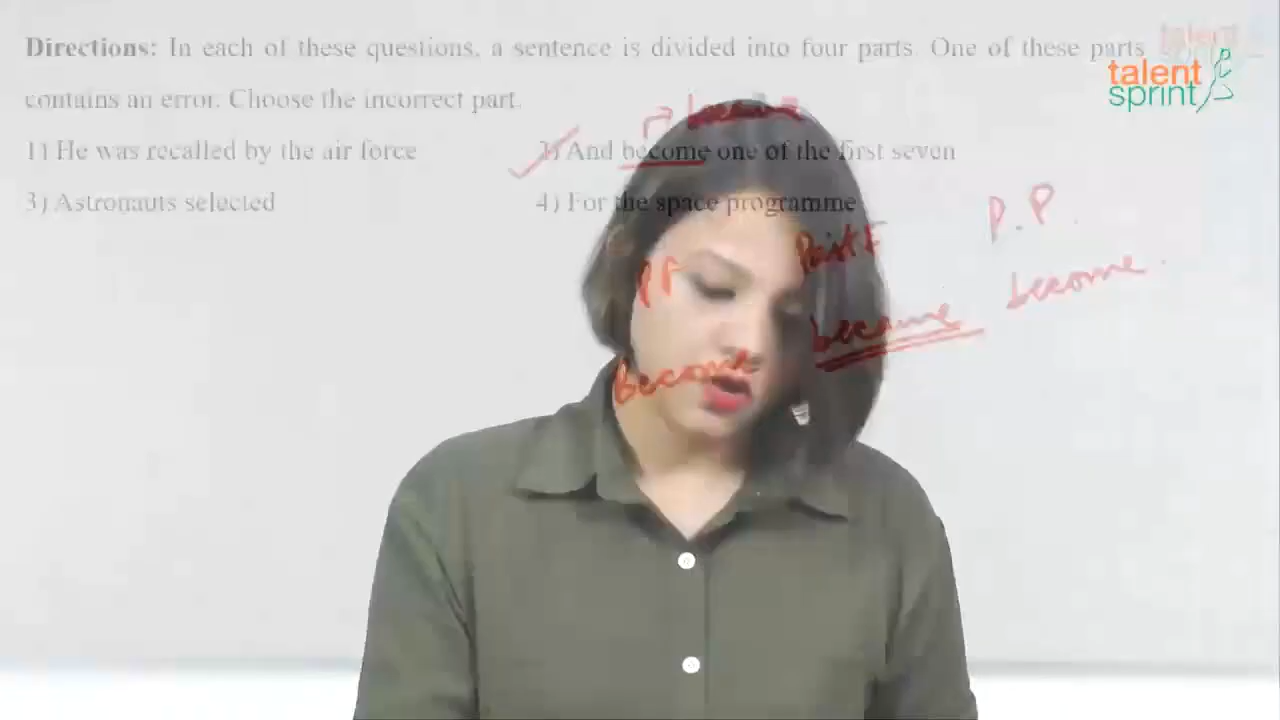 Directions: In each of these questions, a sentence is divided into four parts. One of these parts
contains an error. Choose the incorrect part.
talent
sprint
became
1) He was recalled by the air force
2) And become one of the first seven
3) Astronauts selected
4) For the space programme
Past P.P.
become became become